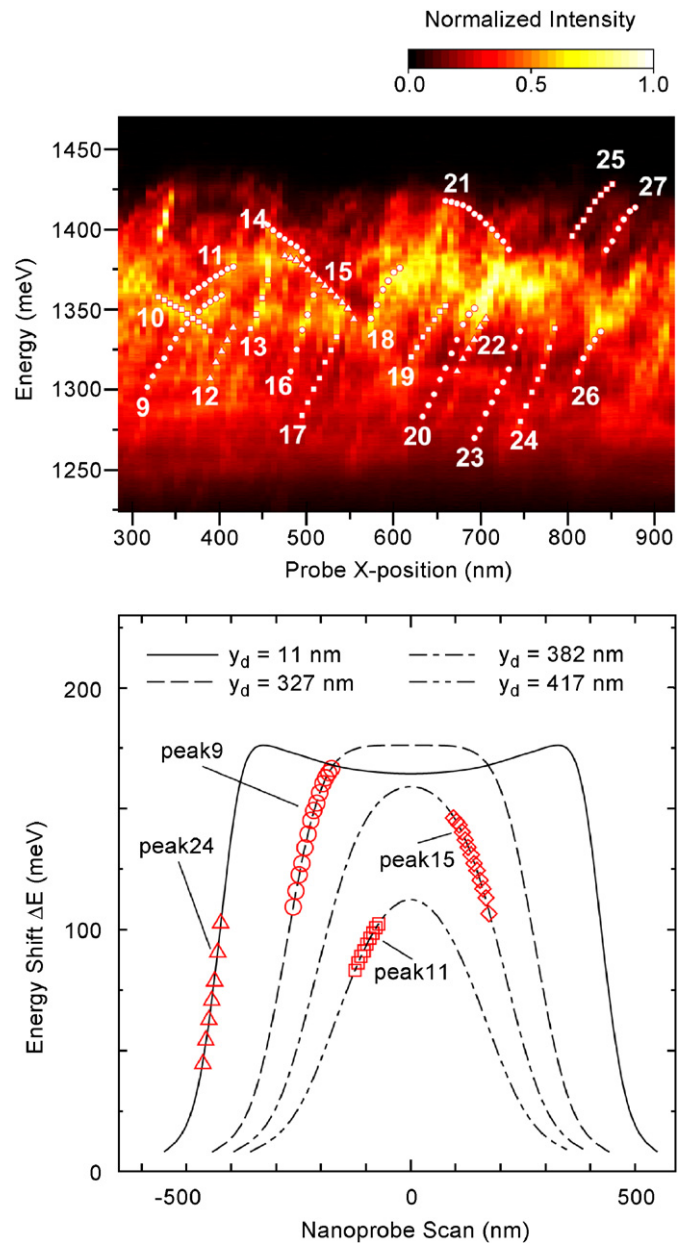 Normalized Intensity
0.0 0.5 1.0
1450
1400
1350
1300
1250
Energy (meV)
9 10 11 12 13 14 15 16 17 18 19 20 21 22 23 24 25 26 27
300 400 500 600 700 800 900
Probe X-position (nm)
y_d = 11 nm
y_d = 327 nm
y_d = 382 nm
y_d = 417 nm
200
100
0
Energy Shift ΔE (meV)
peak9
peak24
peak15
peak11
-500 0 500
Nanoprobe Scan (nm)